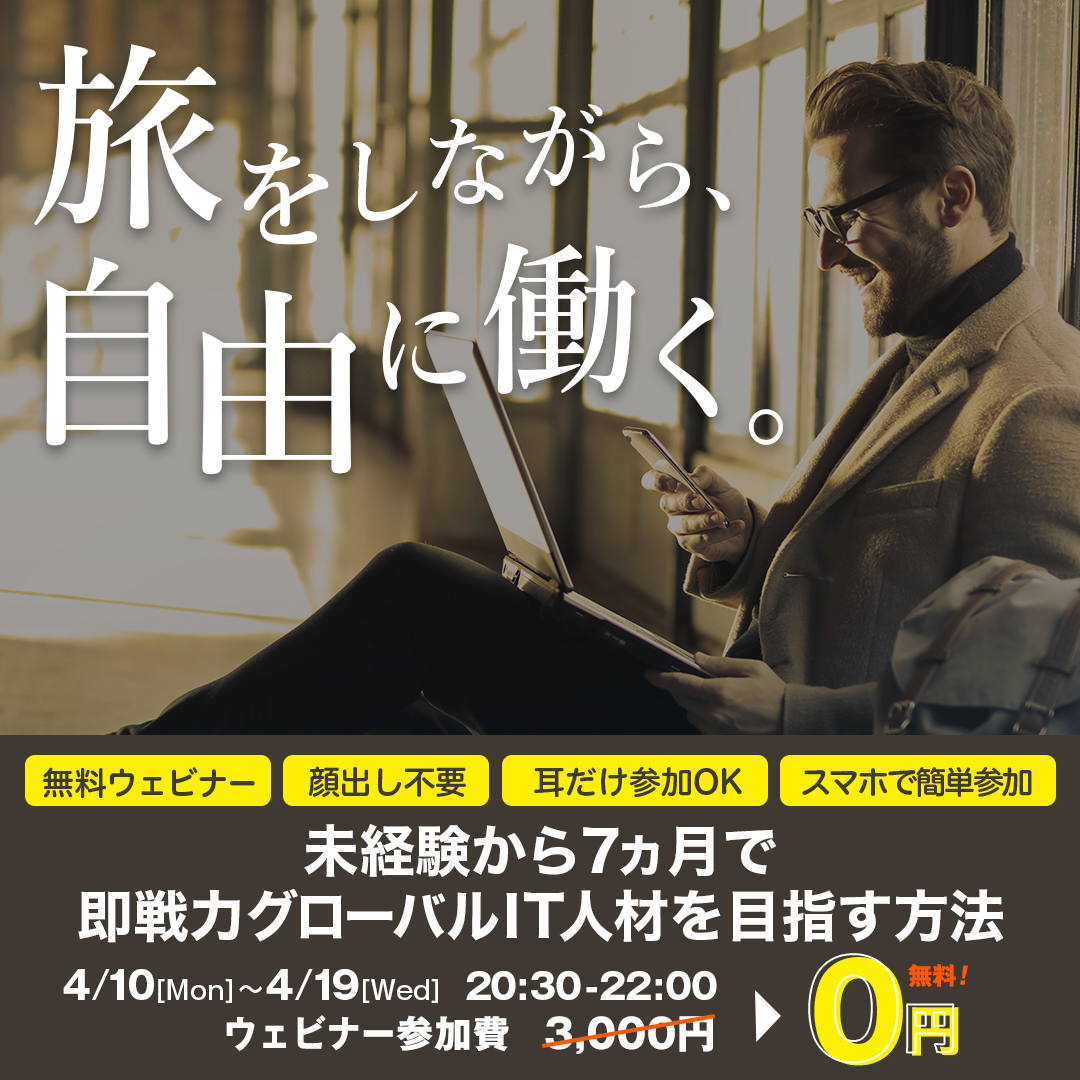 旅をしながら、
自由に働く。
無料ウェビナー
顔出し不要
耳だけ参加OK
スマホで簡単参加
未経験から7ヵ月で
即戦力グローバルIT人材を目指す方法
4/10[Mon]～4/19[Wed] 20:30-22:00
ウェビナー参加費 3,000円
無料!
0円